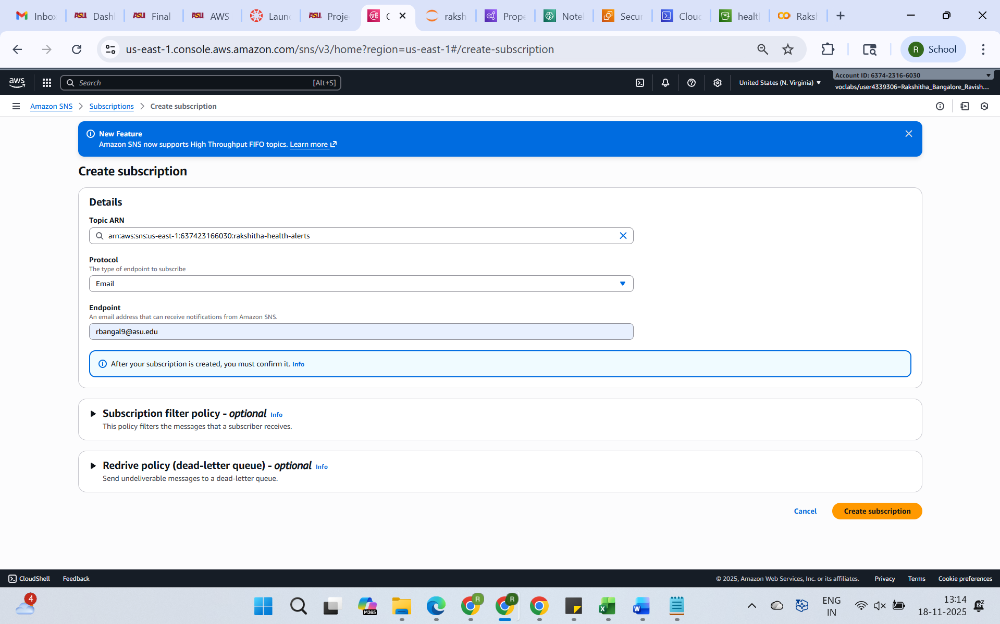 Inbox
Dash
Final
AWS
Laun
Proje
raksh
Prope
Note
Secur
Clou
healt
Raks
us-east-1.console.aws.amazon.com/sns/v3/home?region=us-east-1#/create-subscription
R School
aws
Search [Alt+S]
United States (N. Virginia)
Account ID: 6374-2316-6030
voclabs/user4339306=Rakshitha_Bangalore_Ravish...
Amazon SNS
Subscriptions
Create subscription
New Feature
Amazon SNS now supports High Throughput FIFO topics. Learn more
Create subscription
Details
Topic ARN
arn:aws:sns:us-east-1:637423166030:rakshitha-health-alerts
Protocol
The type of endpoint to subscribe
Email
Endpoint
An email address that can receive notifications from Amazon SNS.
rbangal9@asu.edu
After your subscription is created, you must confirm it. Info
Subscription filter policy - optional Info
This policy filters the messages that a subscriber receives.
Redrive policy (dead-letter queue) - optional Info
Send undeliverable messages to a dead-letter queue.
Cancel
Create subscription
CloudShell
Feedback
© 2025, Amazon Web Services, Inc. or its affiliates.
Privacy
Terms
Cookie preferences
4
M365
R
R
ENG
IN
13:14
18-11-2025